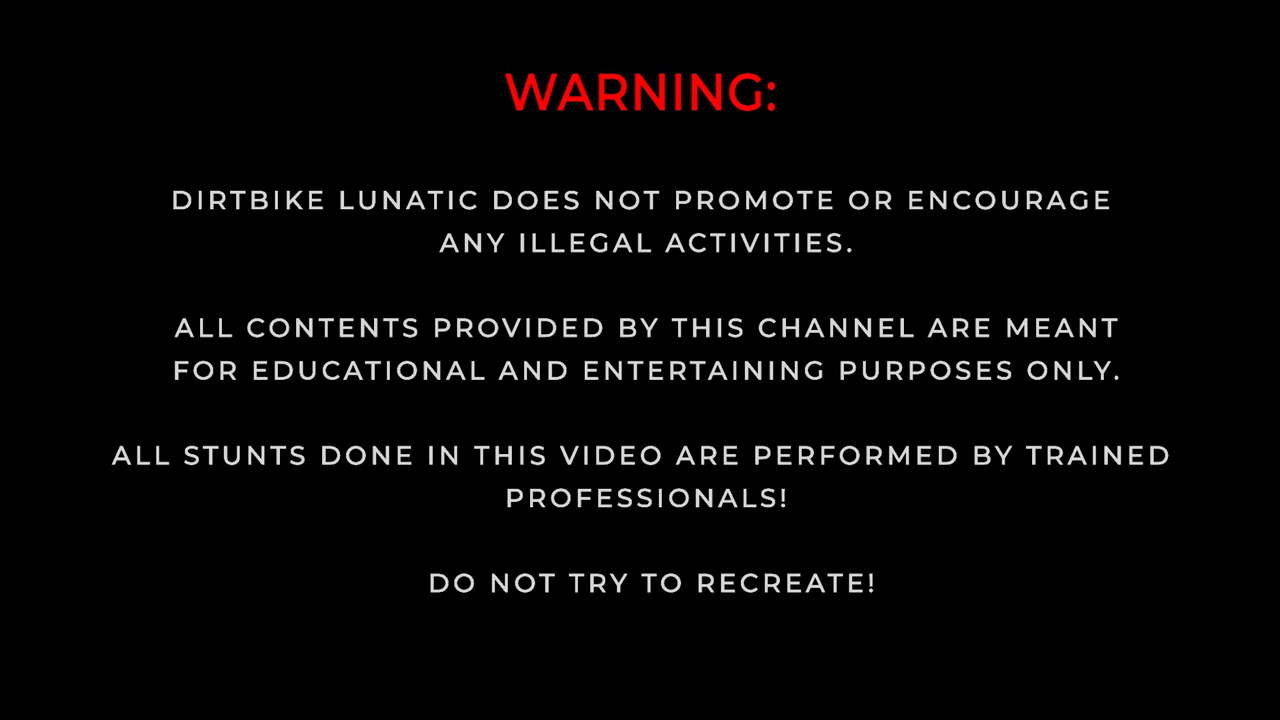 WARNING:
DIRTBIKE LUNATIC DOES NOT PROMOTE OR ENCOURAGE
ANY ILLEGAL ACTIVITIES.
ALL CONTENTS PROVIDED BY THIS CHANNEL ARE MEANT
FOR EDUCATIONAL AND ENTERTAINING PURPOSES ONLY.
ALL STUNTS DONE IN THIS VIDEO ARE PERFORMED BY TRAINED
PROFESSIONALS!
DO NOT TRY TO RECREATE!